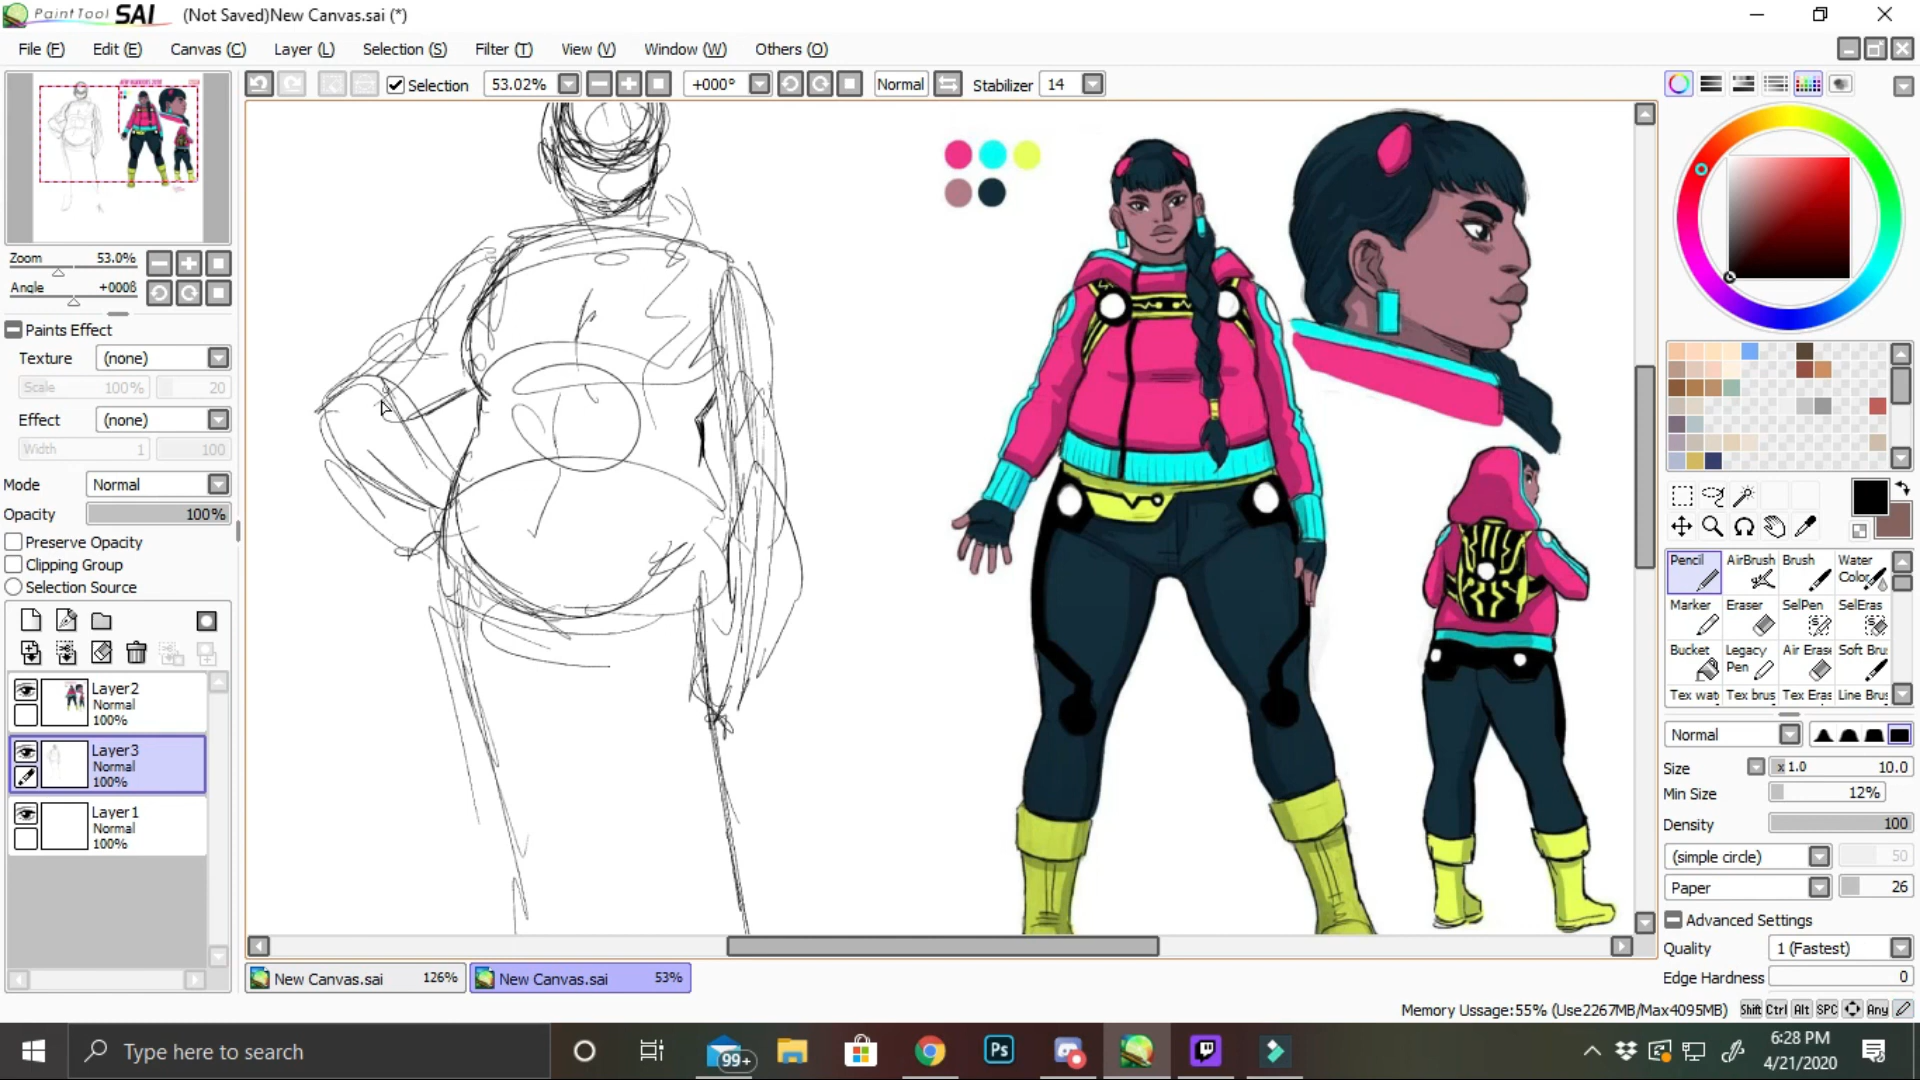 PaintTool SAI (Not Saved)New Canvas.sai (*)
File (F) Edit (E) Canvas (C) Layer (L) Selection (S) Filter (T) View (V) Window (W) Others (O)
Selection 53.02% +000° Normal Stabilizer 14
Zoom 53.0%
Angle +000ß
Paints Effect
Texture (none)
Scale 100% 20
Effect (none)
Width 1 100
Mode Normal
Opacity 100%
Preserve Opacity
Clipping Group
Selection Source
Layer2
Normal
100%
Layer3
Normal
100%
Layer1
Normal
100%
Pencil AirBrush Brush Water
Color
Marker Eraser SelPen SelEras
Bucket Legacy Air Erase Soft Bru
Pen
Tex wat Tex brus Tex Eras Line Brus
Normal
Size x 1.0 10.0
Min Size 12%
Density 100
(simple circle) 50
Paper 26
Advanced Settings
Quality 1 (Fastest)
Edge Hardness 0
New Canvas.sai 126% New Canvas.sai 53%
Memory Ussage:55% (Use2267MB/Max4095MB) Shift Ctrl Alt SPC Any
Type here to search
99+
Ps
6:28 PM
4/21/2020